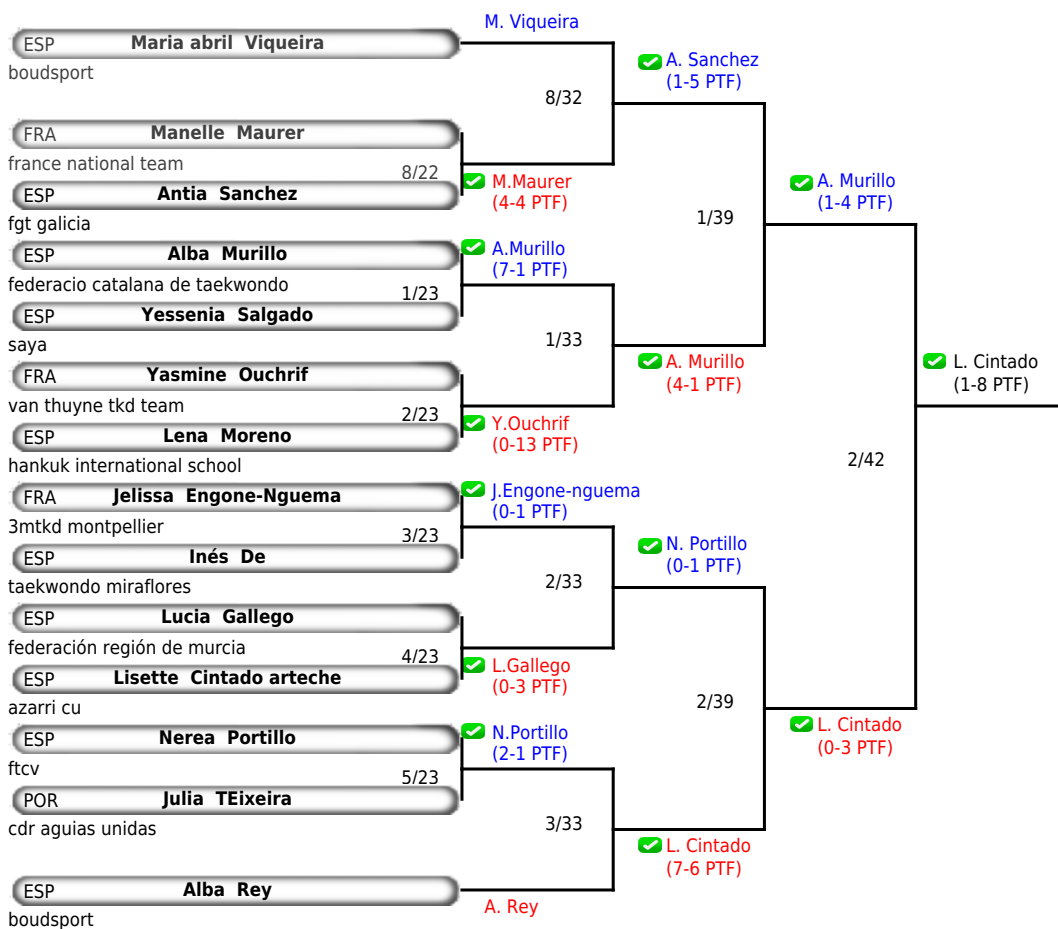 M. Viqueira
ESP Maria abril Viqueira
boudsport
8/32
A. Sanchez
(1-5 PTF)
FRA Manelle Maurer
france national team
8/22
M.Maurer
(4-4 PTF)
ESP Antia Sanchez
fgt galicia
1/39
A. Murillo
(1-4 PTF)
ESP Alba Murillo
federacio catalana de taekwondo
1/23
A.Murillo
(7-1 PTF)
ESP Yessenia Salgado
saya
1/33
A. Murillo
(4-1 PTF)
FRA Yasmine Ouchrif
van thuyne tkd team
2/23
Y.Ouchrif
(0-13 PTF)
ESP Lena Moreno
hankuk international school
L. Cintado
(1-8 PTF)
2/42
FRA Jelissa Engone-Nguema
3mtkd montpellier
3/23
J.Engone-nguema
(0-1 PTF)
ESP Inés De
taekwondo miraflores
2/33
N. Portillo
(0-1 PTF)
ESP Lucia Gallego
federación región de murcia
4/23
L.Gallego
(0-3 PTF)
ESP Lisette Cintado arteche
azarri cu
2/39
L. Cintado
(0-3 PTF)
ESP Nerea Portillo
ftcv
5/23
N.Portillo
(2-1 PTF)
POR Julia TEixeira
cdr aguias unidas
3/33
L. Cintado
(7-6 PTF)
ESP Alba Rey
boudsport
A. Rey